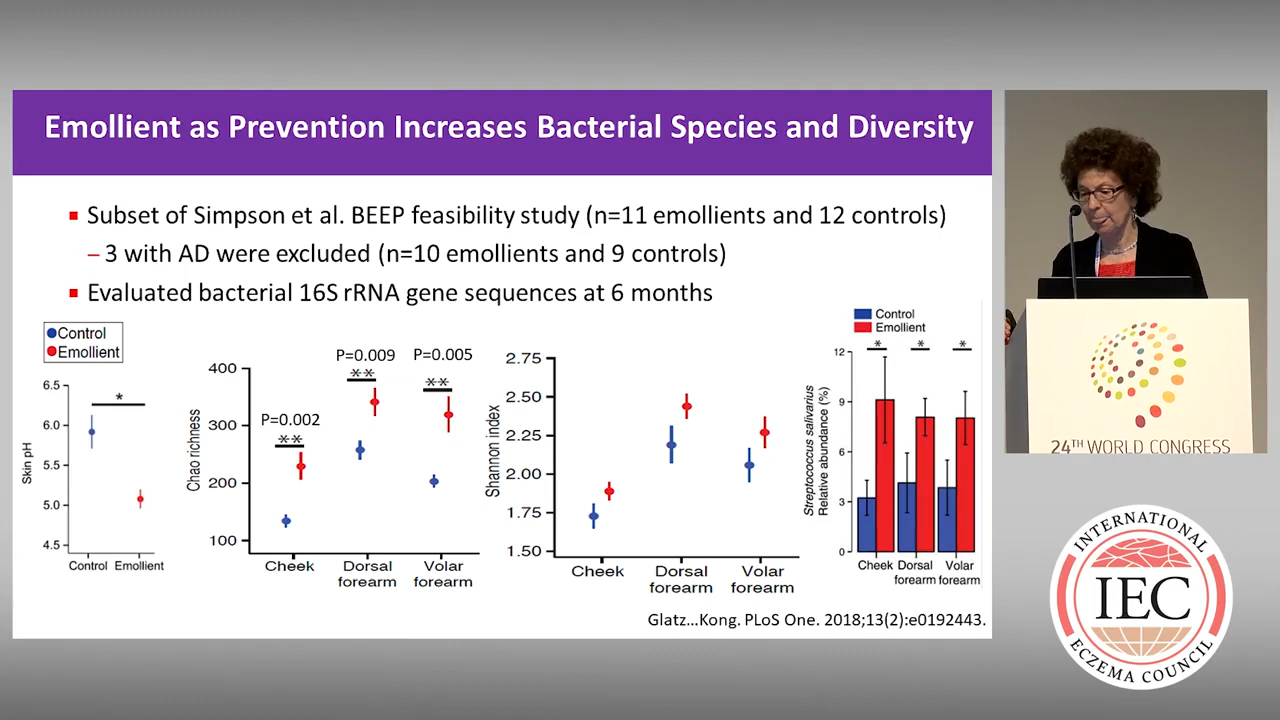 Emollient as Prevention Increases Bacterial Species and Diversity
▪ Subset of Simpson et al. BEEP feasibility study (n=11 emollients and 12 controls)
– 3 with AD were excluded (n=10 emollients and 9 controls)
▪ Evaluated bacterial 16S rRNA gene sequences at 6 months
Control
Emollient
Skin pH
6.5
6.0
5.5
5.0
4.5
*
Control Emollient
Chao richness
400
300
200
100
P=0.002
**
P=0.009
**
P=0.005
**
Cheek
Dorsal
forearm
Volar
forearm
Shannon index
2.75
2.50
2.25
2.00
1.75
1.50
Cheek
Dorsal
forearm
Volar
forearm
Control
Emollient
Streptococcus salivarius
Relative abundance (%)
12
9
6
3
0
* * *
Cheek
Dorsal
forearm
Volar
forearm
Glatz...Kong. PLoS One. 2018;13(2):e0192443.
24TH WORLD CONGRESS
INTERNATIONAL
IEC
ECZEMA COUNCIL